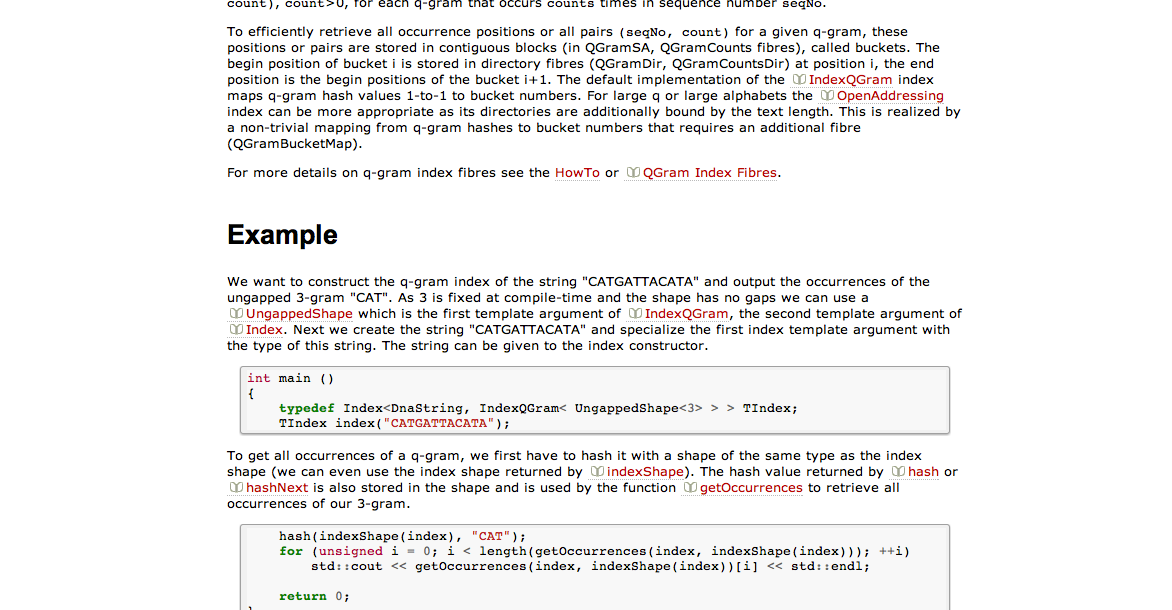 count), count>0, for each q-gram that occurs counts times in sequence number seqNo.
To efficiently retrieve all occurrence positions or all pairs (seqNo, count) for a given q-gram, these
positions or pairs are stored in contiguous blocks (in QGramSA, QGramCounts fibres), called buckets. The
begin position of bucket i is stored in directory fibres (QGramDir, QGramCountsDir) at position i, the end
position is the begin positions of the bucket i+1. The default implementation of the IndexQGram index
maps q-gram hash values 1-to-1 to bucket numbers. For large q or large alphabets the OpenAddressing
index can be more appropriate as its directories are additionally bound by the text length. This is realized by
a non-trivial mapping from q-gram hashes to bucket numbers that requires an additional fibre
(QGramBucketMap).
For more details on q-gram index fibres see the HowTo or QGram Index Fibres.
Example
We want to construct the q-gram index of the string "CATGATTACATA" and output the occurrences of the
ungapped 3-gram "CAT". As 3 is fixed at compile-time and the shape has no gaps we can use a
UngappedShape which is the first template argument of IndexQGram, the second template argument of
Index. Next we create the string "CATGATTACATA" and specialize the first index template argument with
the type of this string. The string can be given to the index constructor.
int main ()
{
    typedef Index<DnaString, IndexQGram< UngappedShape<3> > > TIndex;
    TIndex index("CATGATTACATA");
To get all occurrences of a q-gram, we first have to hash it with a shape of the same type as the index
shape (we can even use the index shape returned by indexShape). The hash value returned by hash or
hashNext is also stored in the shape and is used by the function getOccurrences to retrieve all
occurrences of our 3-gram.
    hash(indexShape(index), "CAT");
    for (unsigned i = 0; i < length(getOccurrences(index, indexShape(index))); ++i)
        std::cout << getOccurrences(index, indexShape(index))[i] << std::endl;
    return 0;